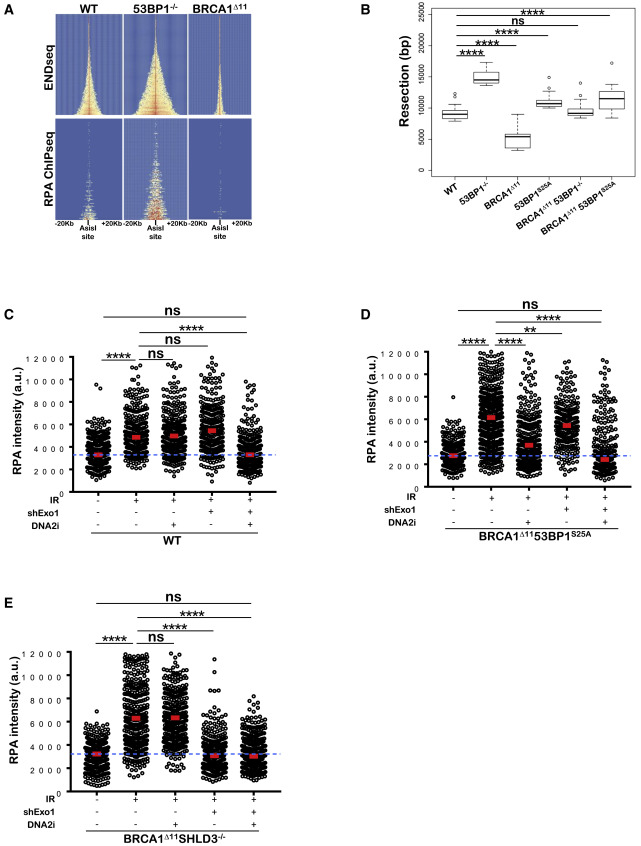 A
WT 53BP1-/- BRCA1Δ11
ENDseq
RPA ChIPseq
-20Kb +20Kb -20Kb +20Kb -20Kb +20Kb
AsisI site AsisI site AsisI site
B
Resection (bp)
0 5000 10000 15000 20000 25000
****
ns
****
****
****
WT
53BP1-/-
BRCA1Δ11
53BP1S25A
BRCA1Δ11 53BP1-/-
BRCA1Δ11 53BP1S25A
C
ns
****
ns
**** ns
RPA intensity (a.u.)
12000
10000
8000
6000
4000
2000
0
IR - + + + +
shExo1 - - - + +
DNA2i - - + - +
WT
D
ns
****
**
**** ****
RPA intensity (a.u.)
12000
10000
8000
6000
4000
2000
0
IR - + + + +
shExo1 - - - + +
DNA2i - - + - +
BRCA1Δ1153BP1S25A
E
ns
****
****
**** ns
RPA intensity (a.u.)
12000
10000
8000
6000
4000
2000
0
IR - + + + +
shExo1 - - - + +
DNA2i - - + - +
BRCA1Δ11SHLD3-/-